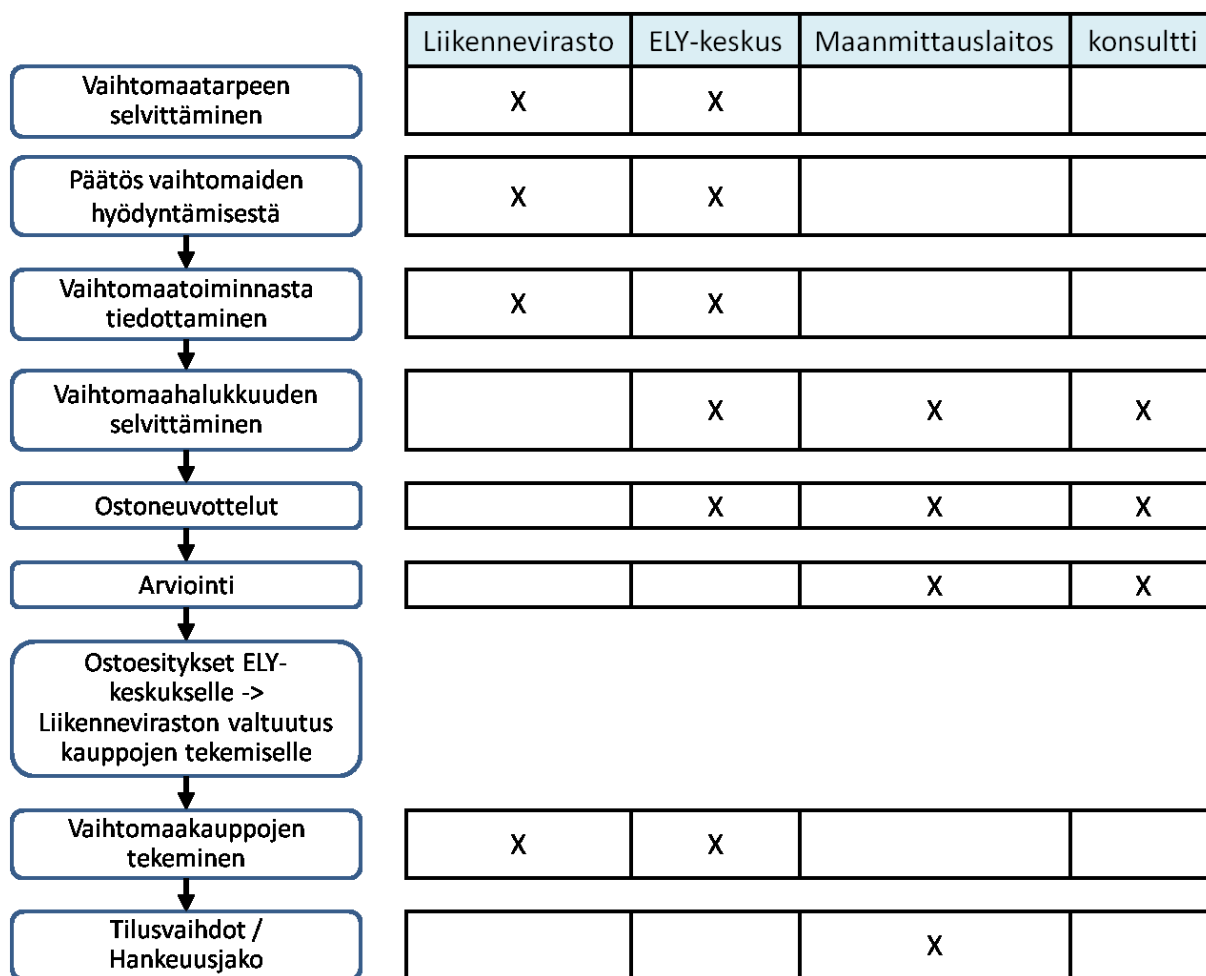 Liikennevirasto ELY-keskus Maanmittauslaitos konsultti
Vaihtomaatarpeen
selvittäminen
X X
Päätös vaihtomaiden
hyödyntämisestä
X X
Vaihtomaatoiminnasta
tiedottaminen
X X
Vaihtomaahalukkuuden
selvittäminen
X X X
Ostoneuvottelut X X X
Arviointi X X
Ostoesitykset ELY-
keskukselle ->
Liikenneviraston valtuutus
kauppojen tekemiselle
Vaihtomaakauppojen
tekeminen
X X
Tilusvaihdot /
Hankeuusjako
X